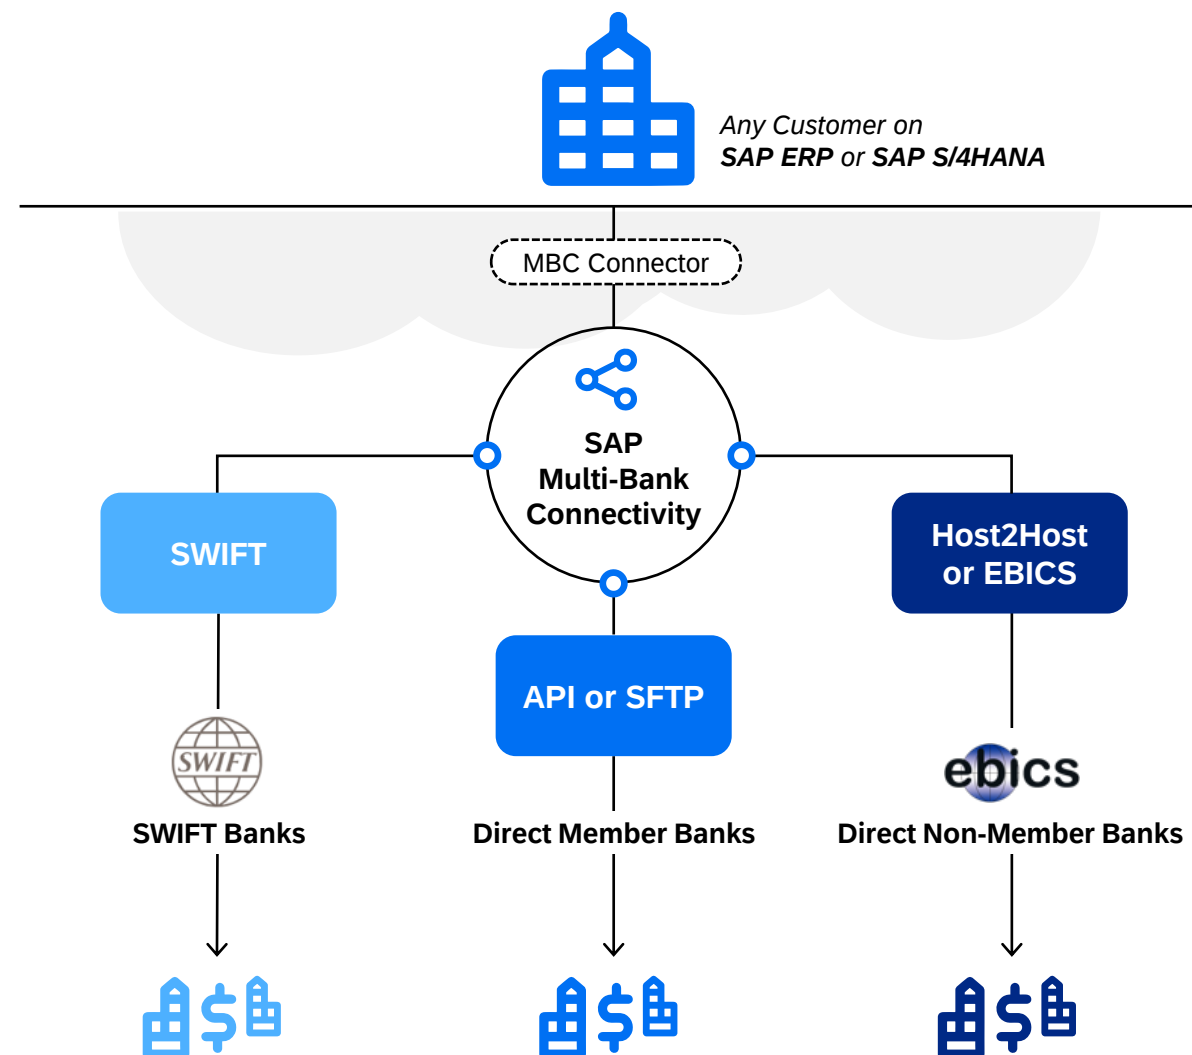 Any Customer on
SAP ERP or SAP S/4HANA
MBC Connector
SAP
Multi-Bank
Connectivity
SWIFT
Host2Host
or EBICS
API or SFTP
SWIFT
ebics
SWIFT Banks
Direct Member Banks
Direct Non-Member Banks
$
$
$